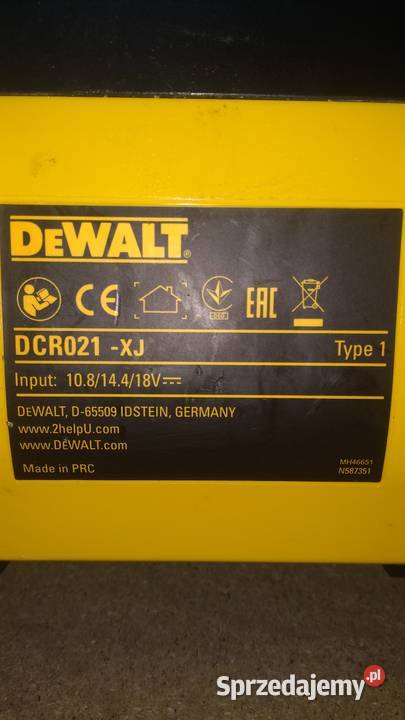 DEWALT®
CE EAC
DCR021 -XJ Type 1
Input: 10.8/14.4/18V
DEWALT, D-65509 IDSTEIN, GERMANY
www.2helpU.com
www.DEWALT.com
Made in PRC
MH46651
N587351
Sprzedajemy.pl